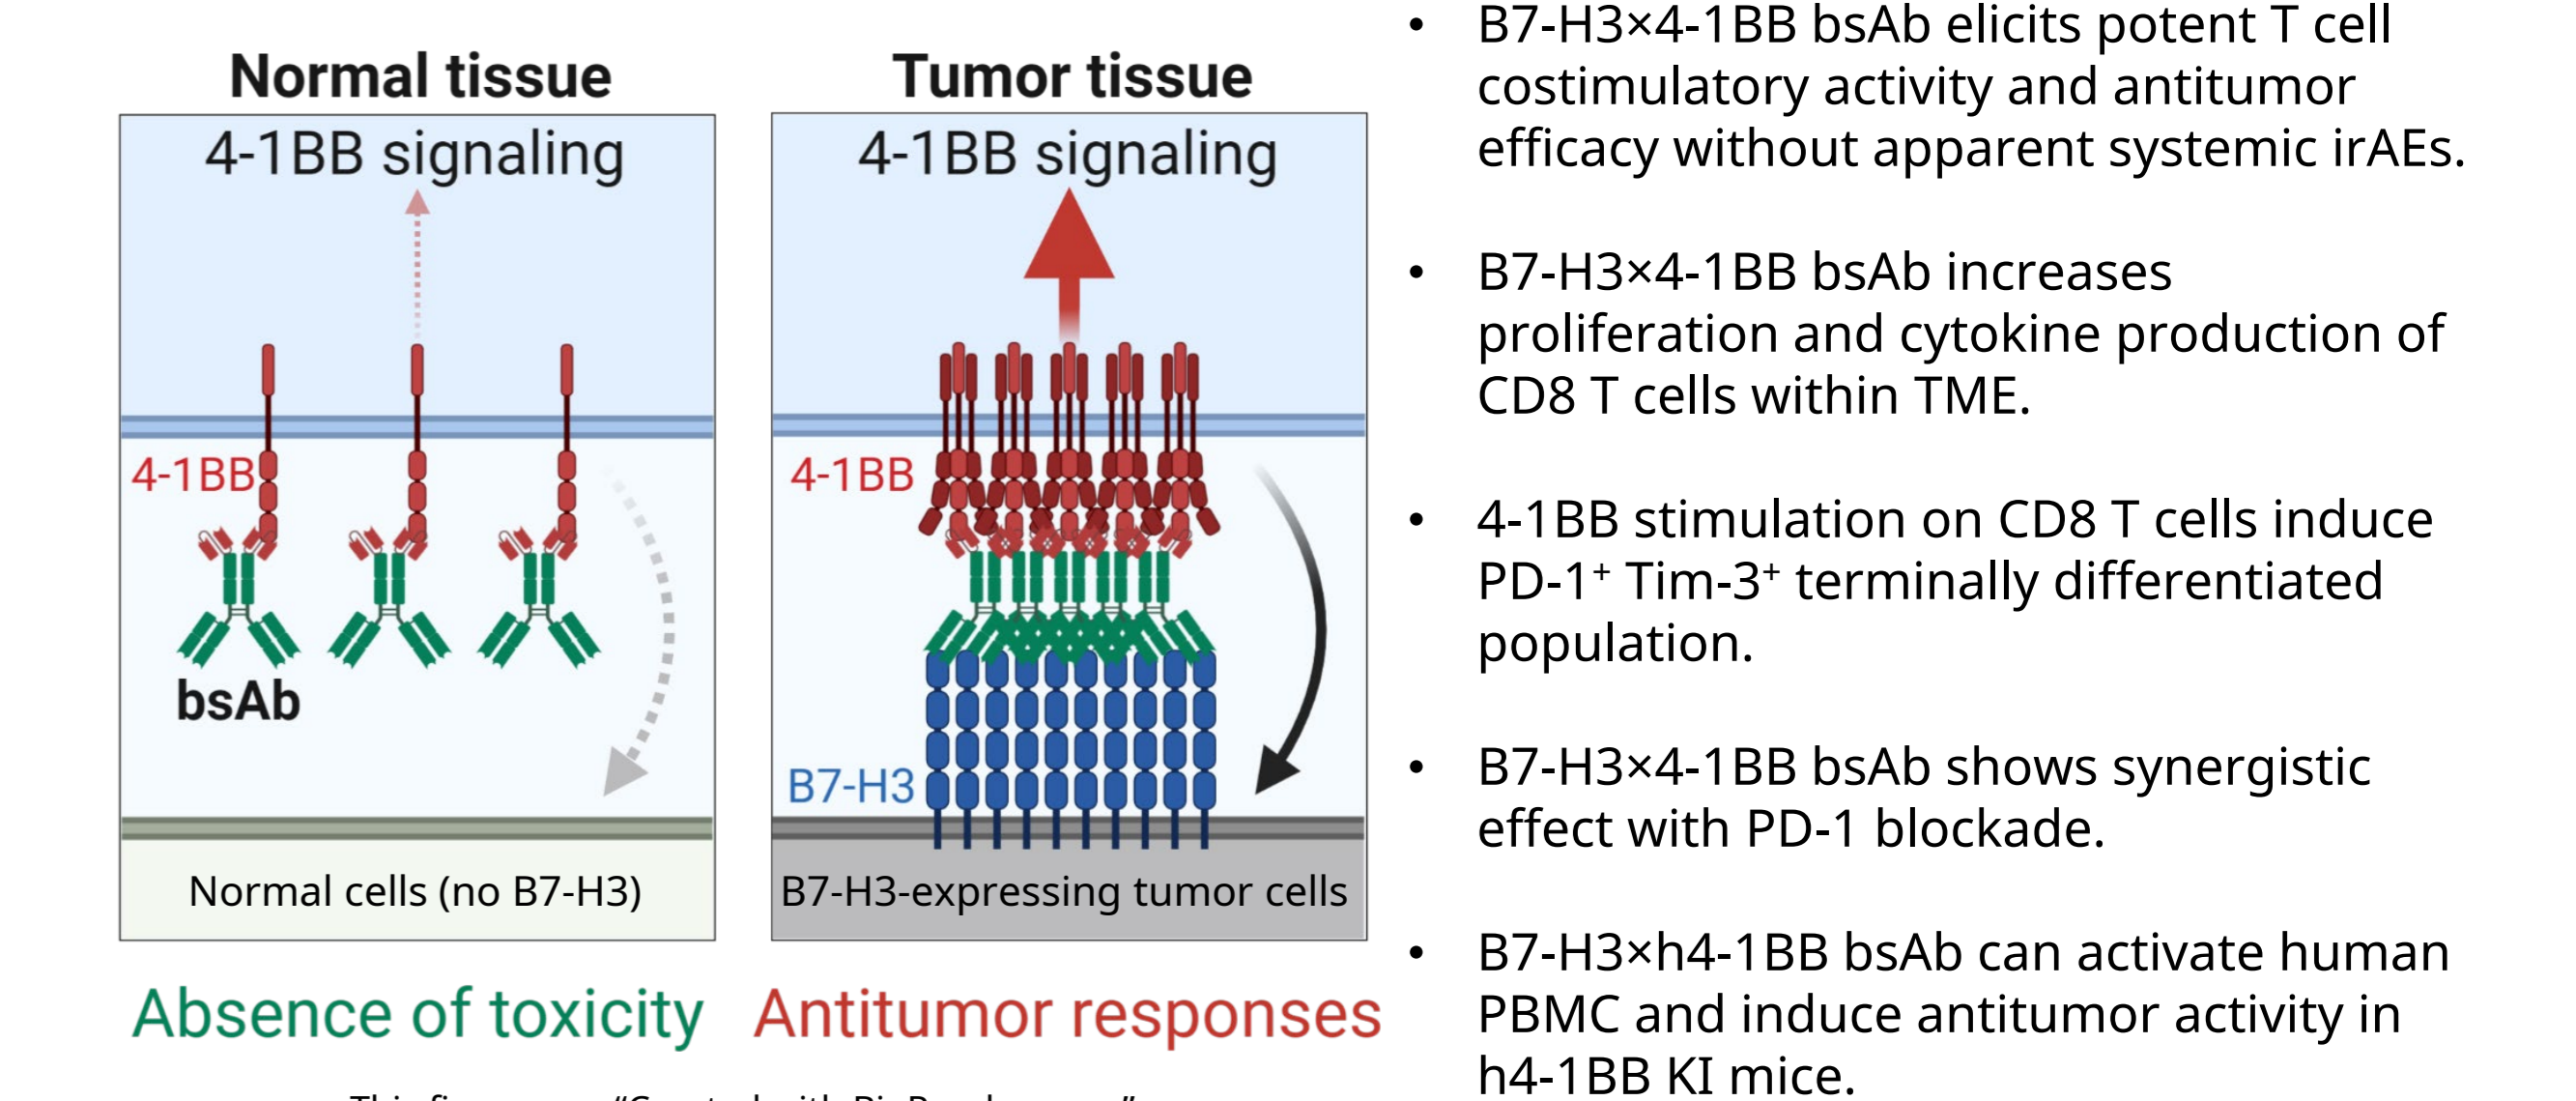 Normal tissue
4-1BB signaling
4-1BB
bsAb
Normal cells (no B7-H3)
Absence of toxicity
Tumor tissue
4-1BB signaling
4-1BB
B7-H3
B7-H3-expressing tumor cells
Antitumor responses
• B7-H3×4-1BB bsAb elicits potent T cell
costimulatory activity and antitumor
efficacy without apparent systemic irAEs.
• B7-H3×4-1BB bsAb increases
proliferation and cytokine production of
CD8 T cells within TME.
• 4-1BB stimulation on CD8 T cells induce
PD-1⁺ Tim-3⁺ terminally differentiated
population.
• B7-H3×4-1BB bsAb shows synergistic
effect with PD-1 blockade.
• B7-H3×h4-1BB bsAb can activate human
PBMC and induce antitumor activity in
h4-1BB KI mice.